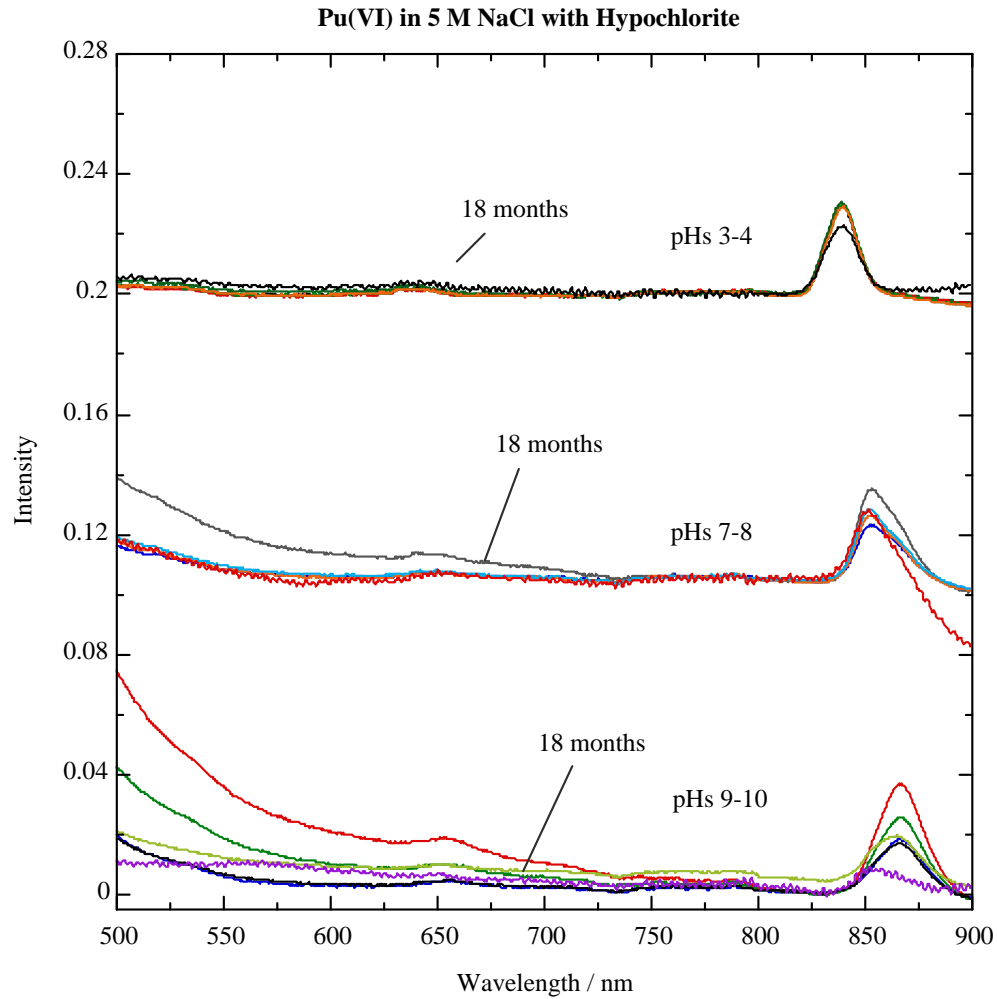 Pu(VI) in 5 M NaCl with Hypochlorite
0.28
0.24
18 months
pHs 3-4
0.2
0.16
18 months
Intensity
pHs 7-8
0.12
0.08
18 months
pHs 9-10
0.04
0
500 550 600 650 700 750 800 850 900
Wavelength / nm